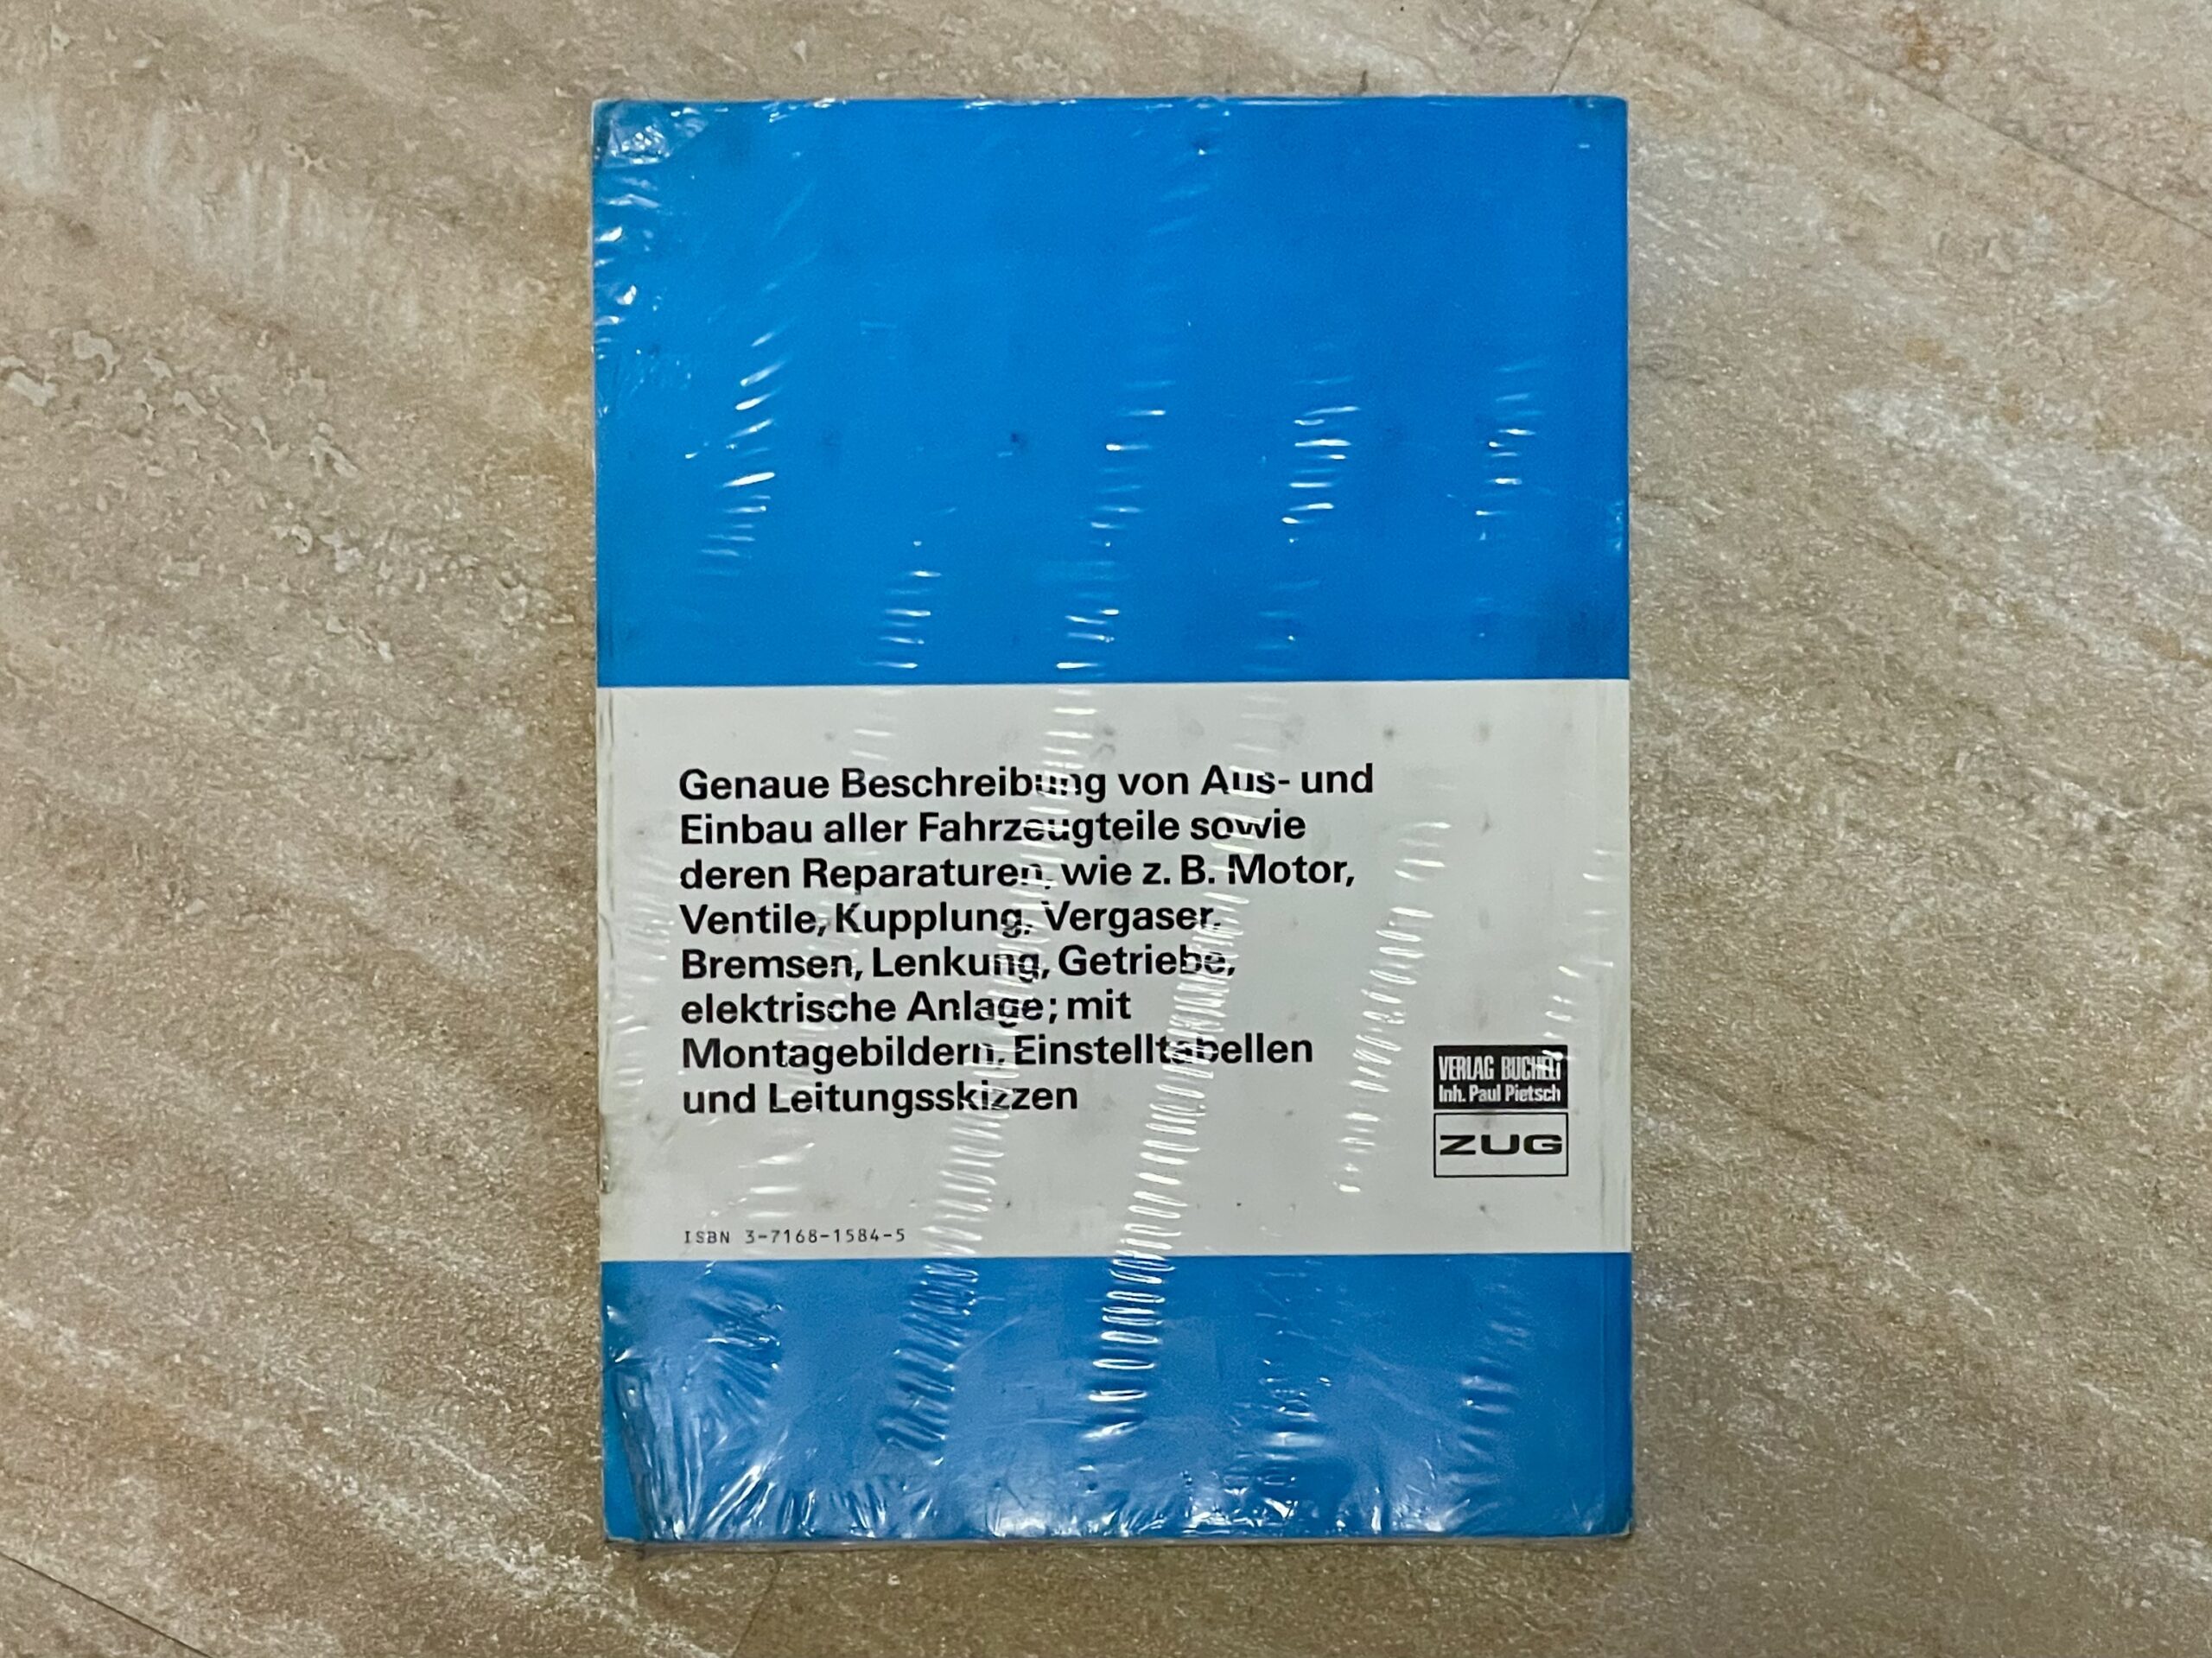 Genaue Beschreibung von Aus- und
Einbau aller Fahrzeugteile sowie
deren Reparaturen, wie z. B. Motor,
Ventile, Kupplung, Vergaser,
Bremsen, Lenkung, Getriebe,
elektrische Anlage; mit
Montagebildern, Einstelltabellen
und Leitungsskizzen
VERLAG BUCHELI
Inh. Paul Pietsch
ZUG
ISBN 3-7168-1584-5